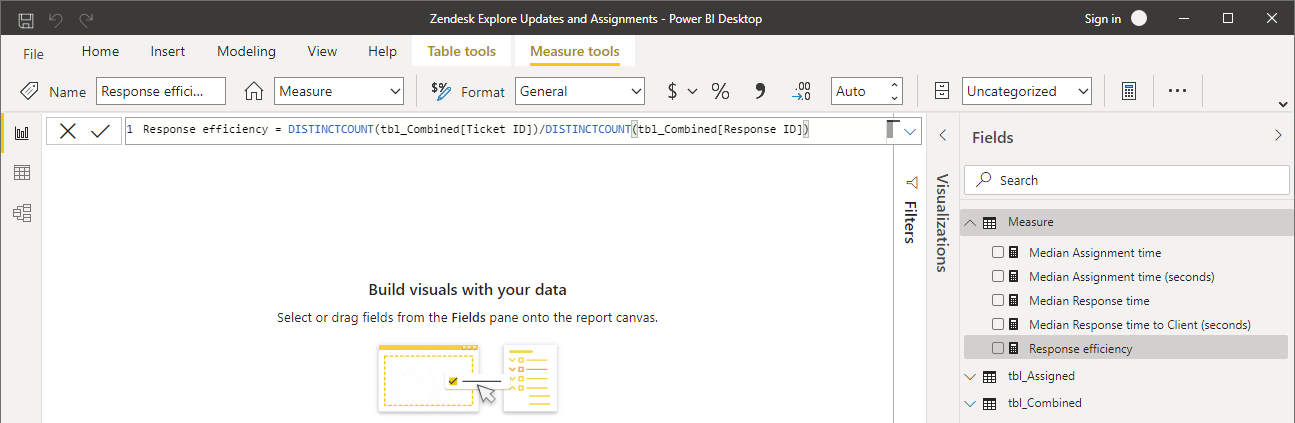 Zendesk Explore Updates and Assignments - Power BI Desktop
Sign in
File
Home
Insert
Modeling
View
Help
Table tools
Measure tools
Name
Response effici...
Measure
$%
Format
General
$
%
,
.00
.0
Auto
Uncategorized
...
1 Response efficiency = DISTINCTCOUNT(tbl_Combined[Ticket ID])/DISTINCTCOUNT(tbl_Combined[Response ID])
Build visuals with your data
Select or drag fields from the Fields pane onto the report canvas.
Filters
Visualizations
Fields
Search
Measure
Median Assignment time
Median Assignment time (seconds)
Median Response time
Median Response time to Client (seconds)
Response efficiency
tbl_Assigned
tbl_Combined